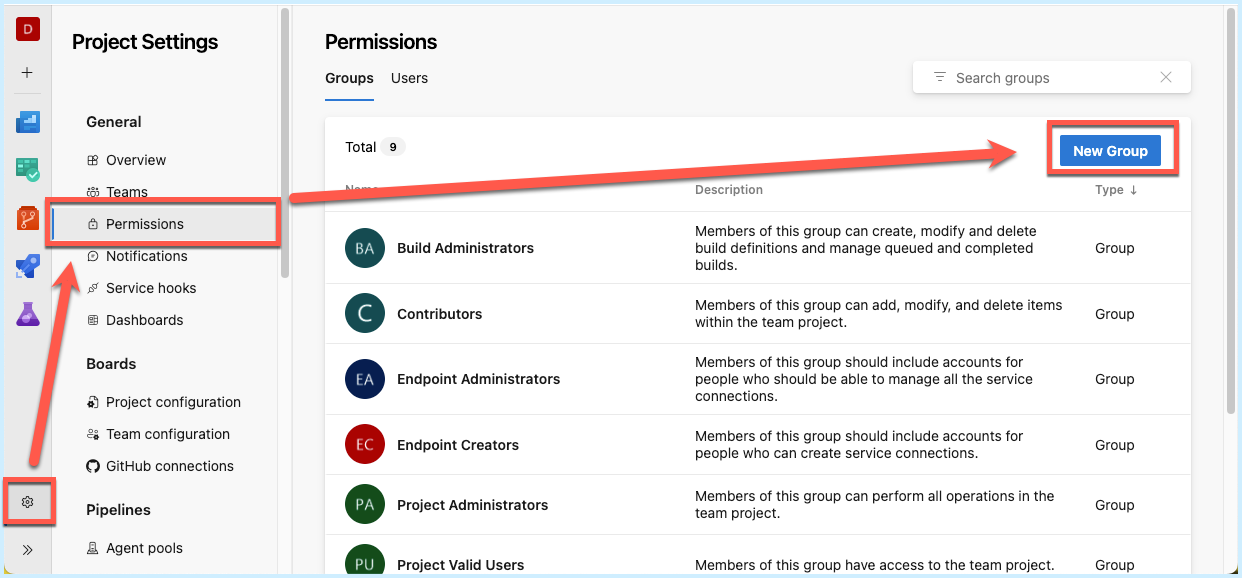 D
Project Settings
General
Overview
Teams
Permissions
Notifications
Service hooks
Dashboards
Boards
Project configuration
Team configuration
GitHub connections
Pipelines
Agent pools
Permissions
Groups Users
Search groups
Total 9
New Group
Name Description Type ↓
BA Build Administrators
Members of this group can create, modify and delete
build definitions and manage queued and completed
builds.
Group
C Contributors
Members of this group can add, modify, and delete items
within the team project.
Group
EA Endpoint Administrators
Members of this group should include accounts for
people who should be able to manage all the service
connections.
Group
EC Endpoint Creators
Members of this group should include accounts for
people who can create service connections.
Group
PA Project Administrators
Members of this group can perform all operations in the
team project.
Group
PU Project Valid Users
Members of this group have access to the team project.
Group